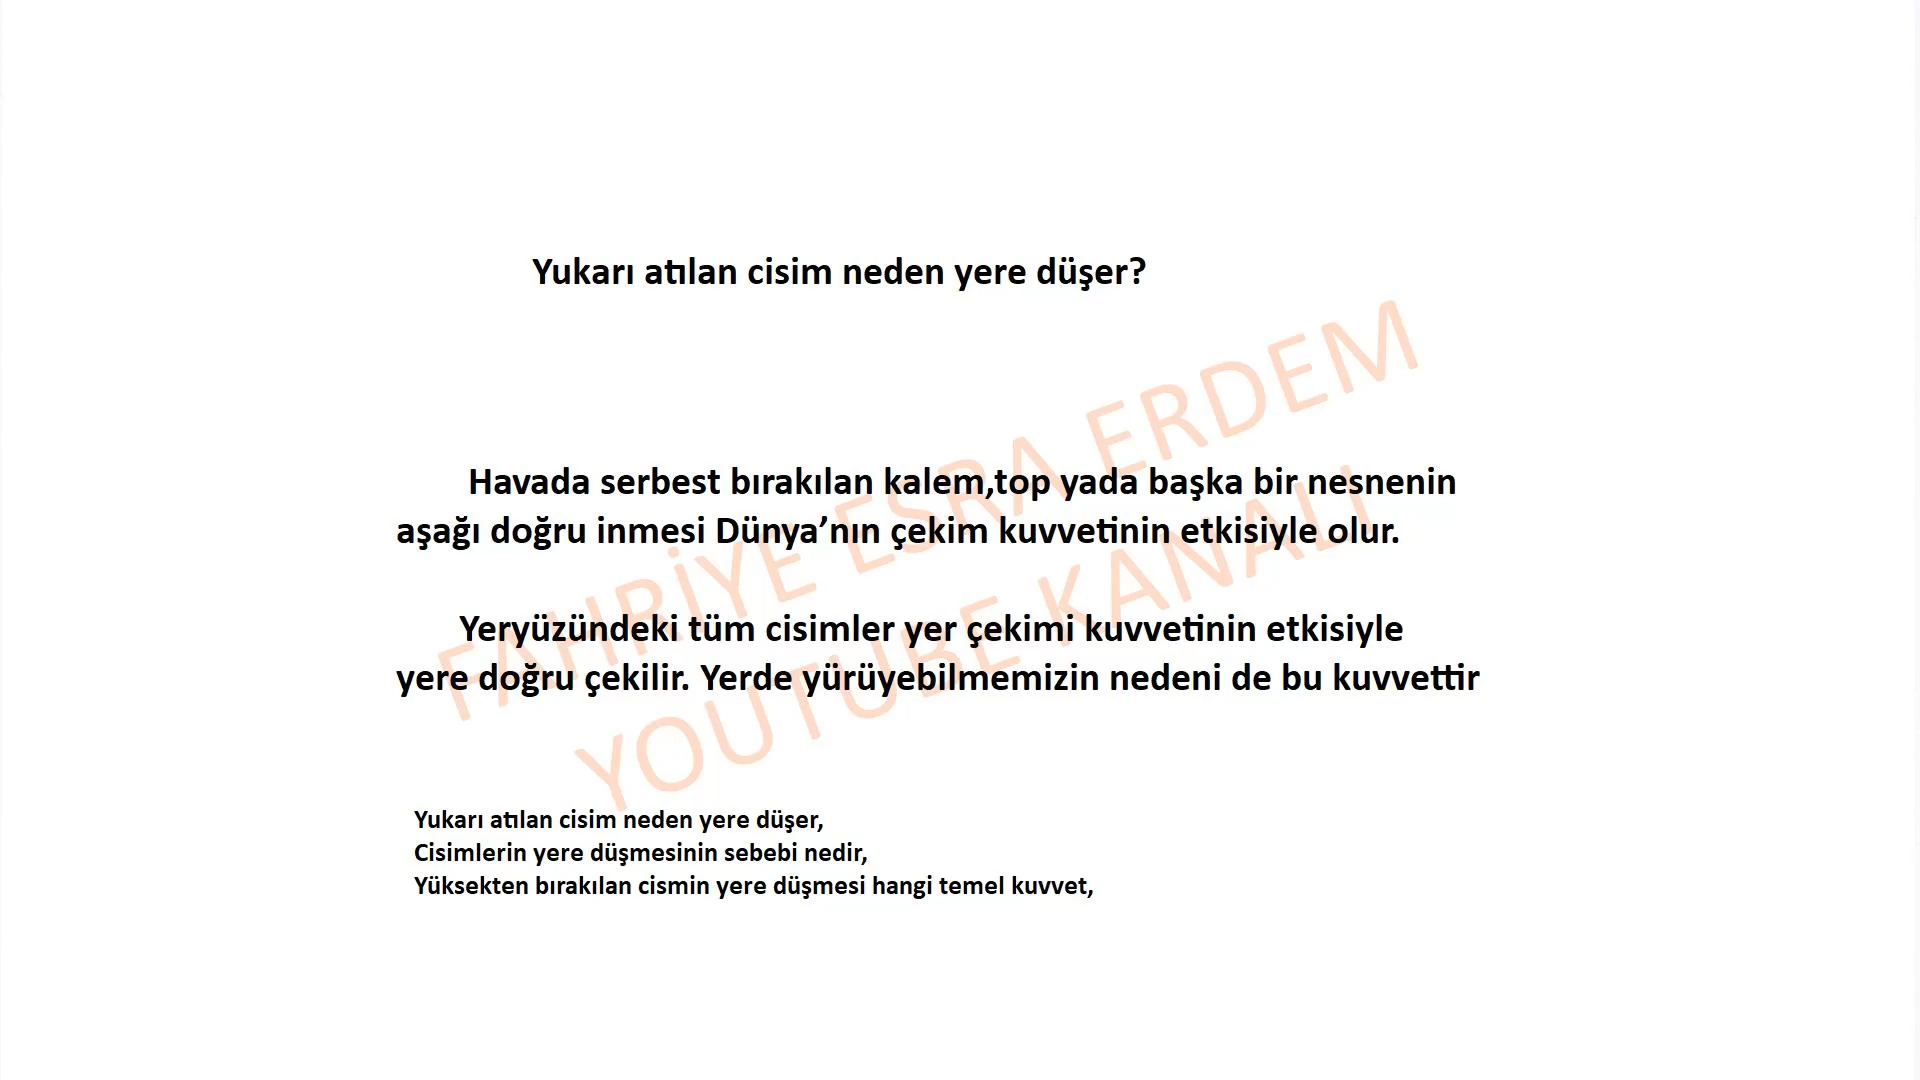 Yukarı atılan cisim neden yere düşer?
Havada serbest bırakılan kalem,top yada başka bir nesnenin
aşağı doğru inmesi Dünya’nın çekim kuvvetinin etkisiyle olur.
Yeryüzündeki tüm cisimler yer çekimi kuvvetinin etkisiyle
yere doğru çekilir. Yerde yürüyebilmemizin nedeni de bu kuvvettir
FAHRİYE ESRA ERDEM
YOUTUBE KANALI
Yukarı atılan cisim neden yere düşer,
Cisimlerin yere düşmesinin sebebi nedir,
Yüksekten bırakılan cismin yere düşmesi hangi temel kuvvet,